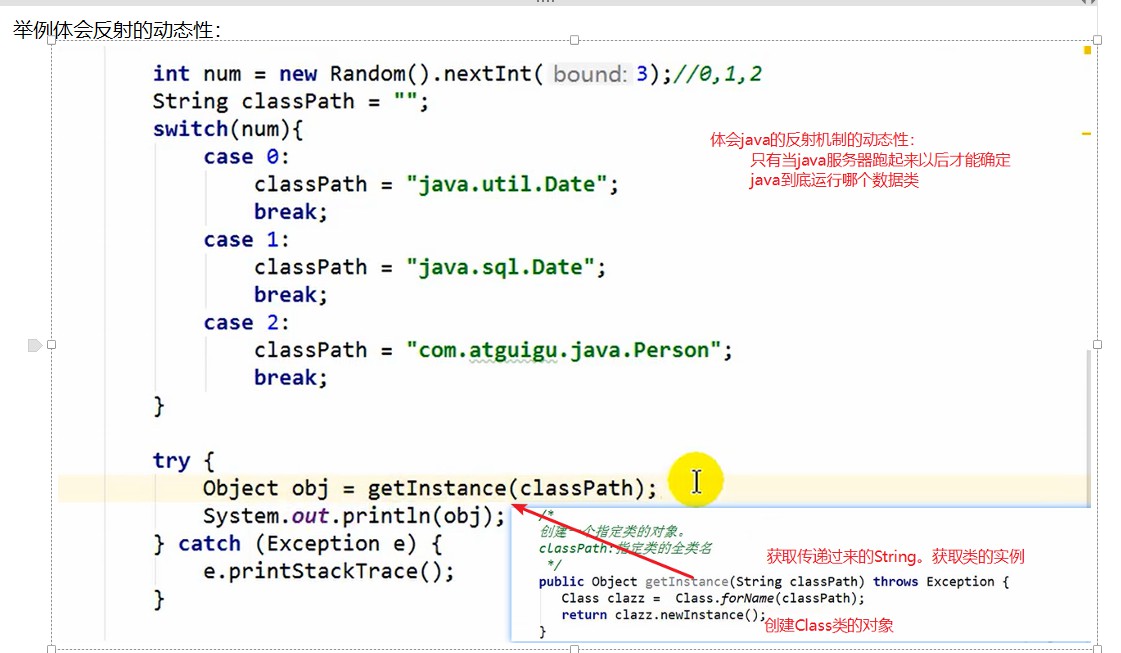 举例体会反射的动态性：
int num = new Random().nextInt( bound: 3);//0,1,2
String classPath = "";
switch(num){
case 0:
classPath = "java.util.Date";
break;
case 1:
classPath = "java.sql.Date";
break;
case 2:
classPath = "com.atguigu.java.Person";
break;
}
体会java的反射机制的动态性：
只有当java服务器跑起来以后才能确定
java到底运行哪个数据类
try {
Object obj = getInstance(classPath);
System.out.println(obj);
} catch (Exception e) {
e.printStackTrace();
}
/*
创建一个指定类的对象。
classPath:指定类的全类名
*/
public Object getInstance(String classPath) throws Exception {
Class clazz = Class.forName(classPath);
return clazz.newInstance();
}
获取传递过来的String。获取类的实例
创建Class类的对象